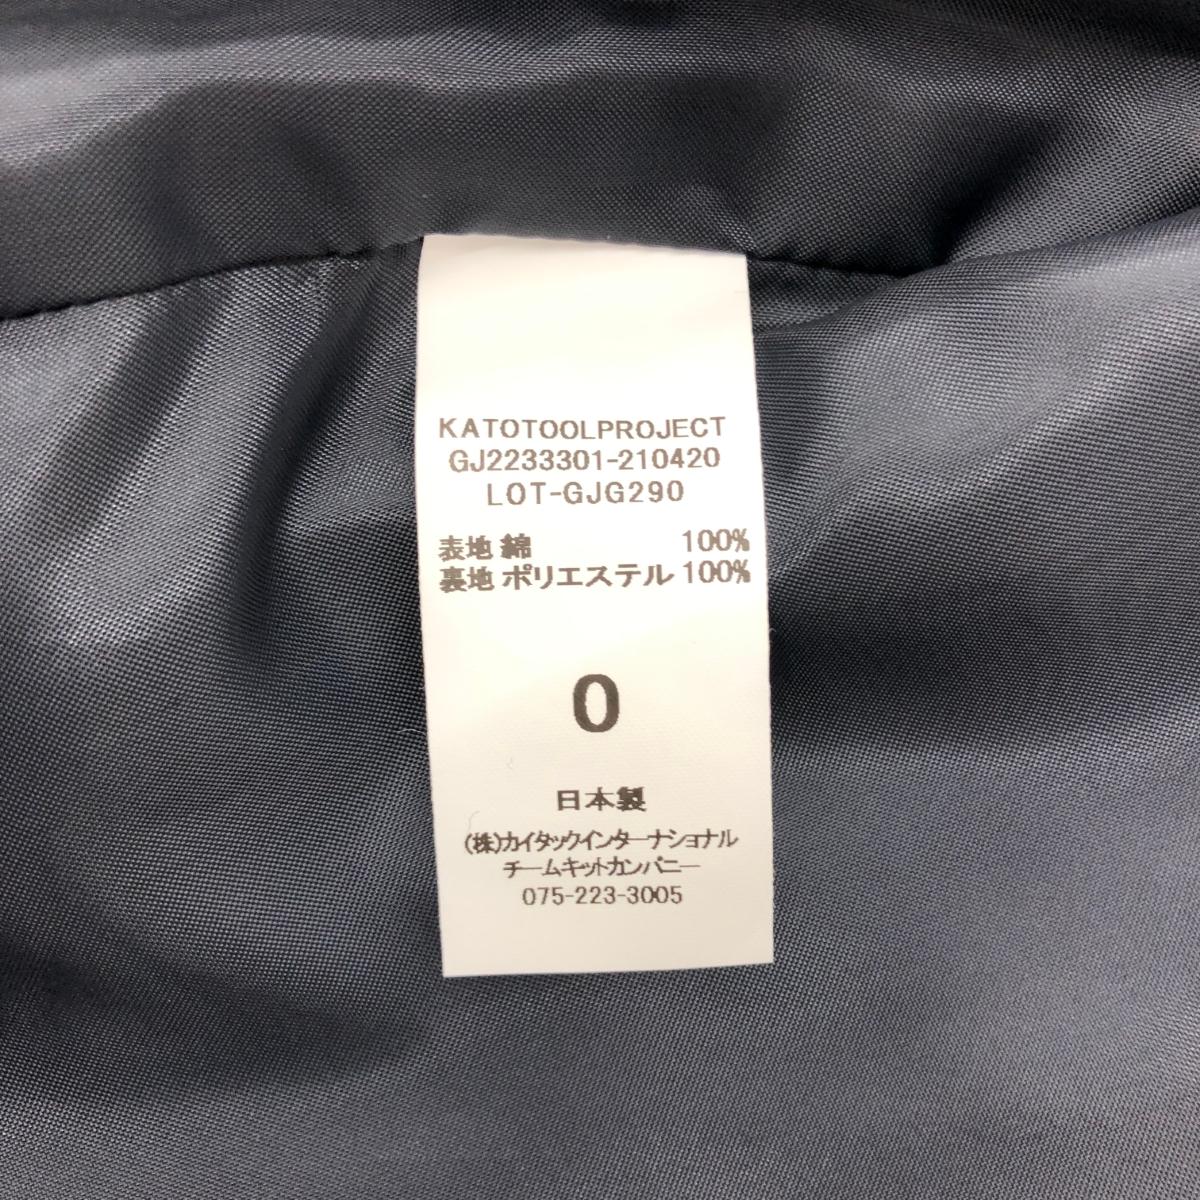 KATOTOOLPROJECT
GJ2233301-210420
LOT-GJG290
表地 綿 100%
裏地 ポリエステル 100%
0
日本製
(株)カイタックインターナショナル
チームキットカンパニー
075-223-3005